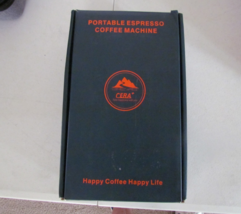 PORTABLE ESPRESSO
COFFEE MACHINE
Happy Coffee Happy Life